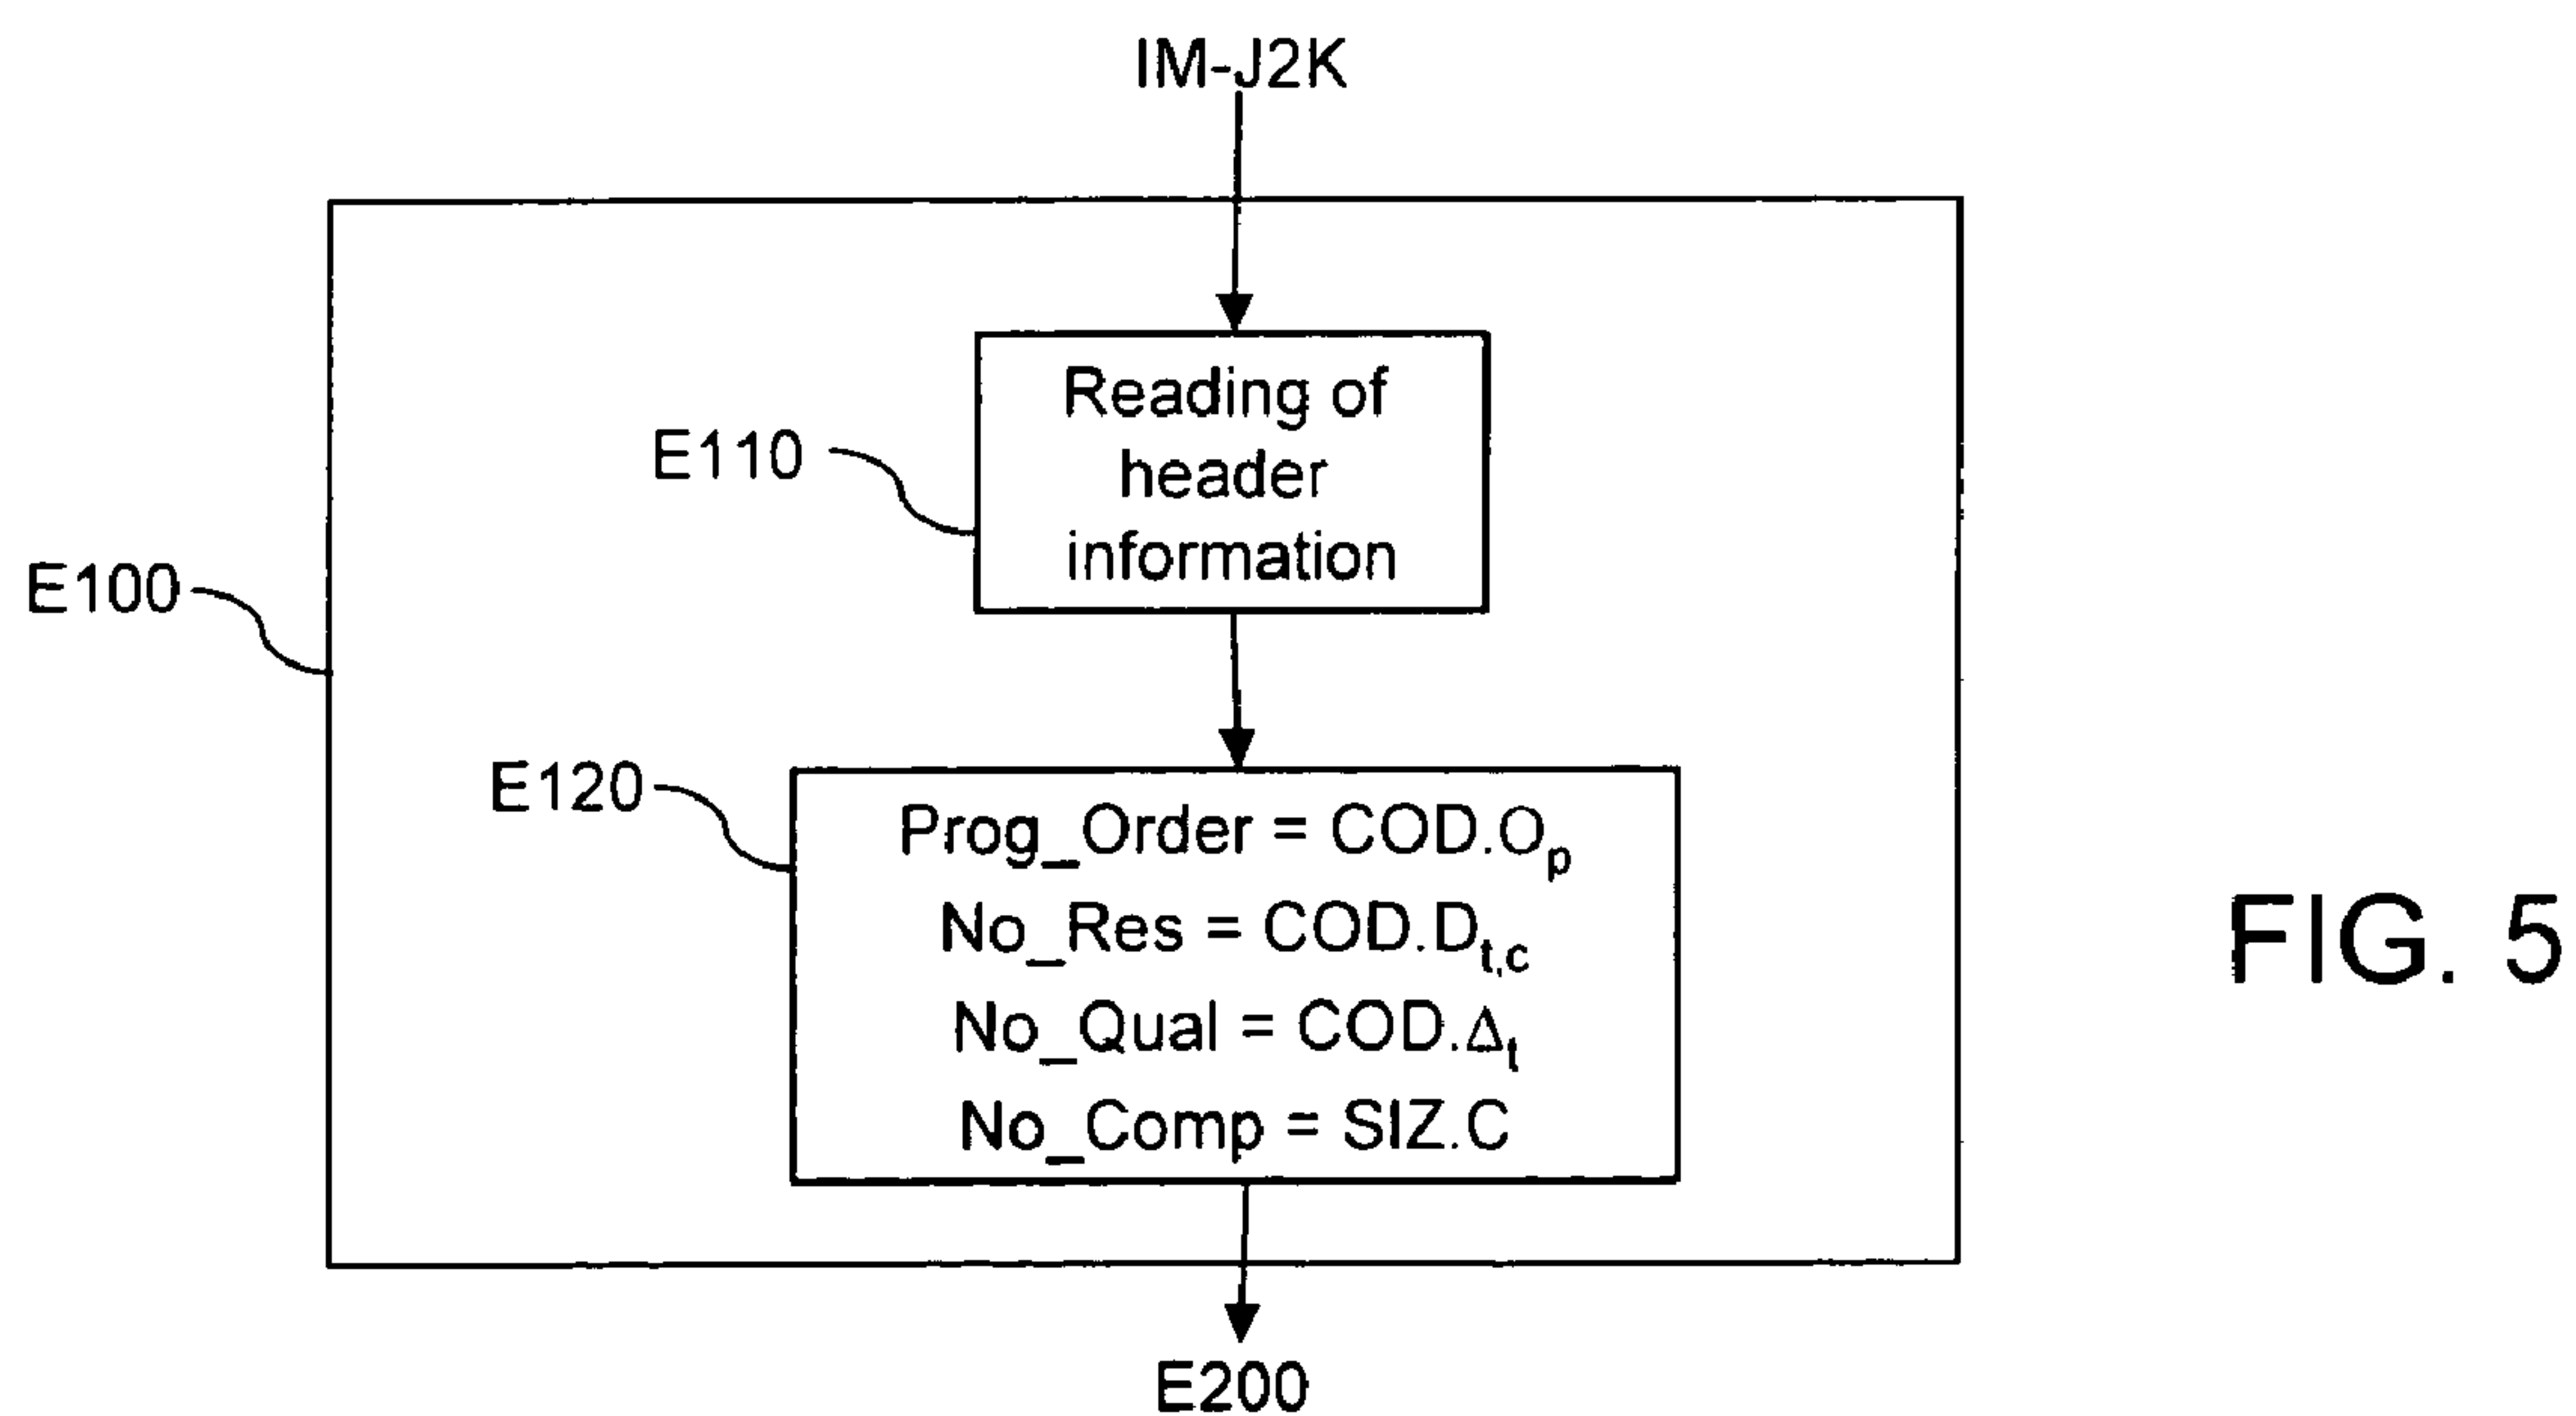 IM-J2K
Reading of
header
information
E110
E100
E120
Prog_Order = COD.Oₚ
No_Res = COD.D_t,c
No_Qual = COD.Δₜ
No_Comp = SIZ.C
FIG. 5
E200